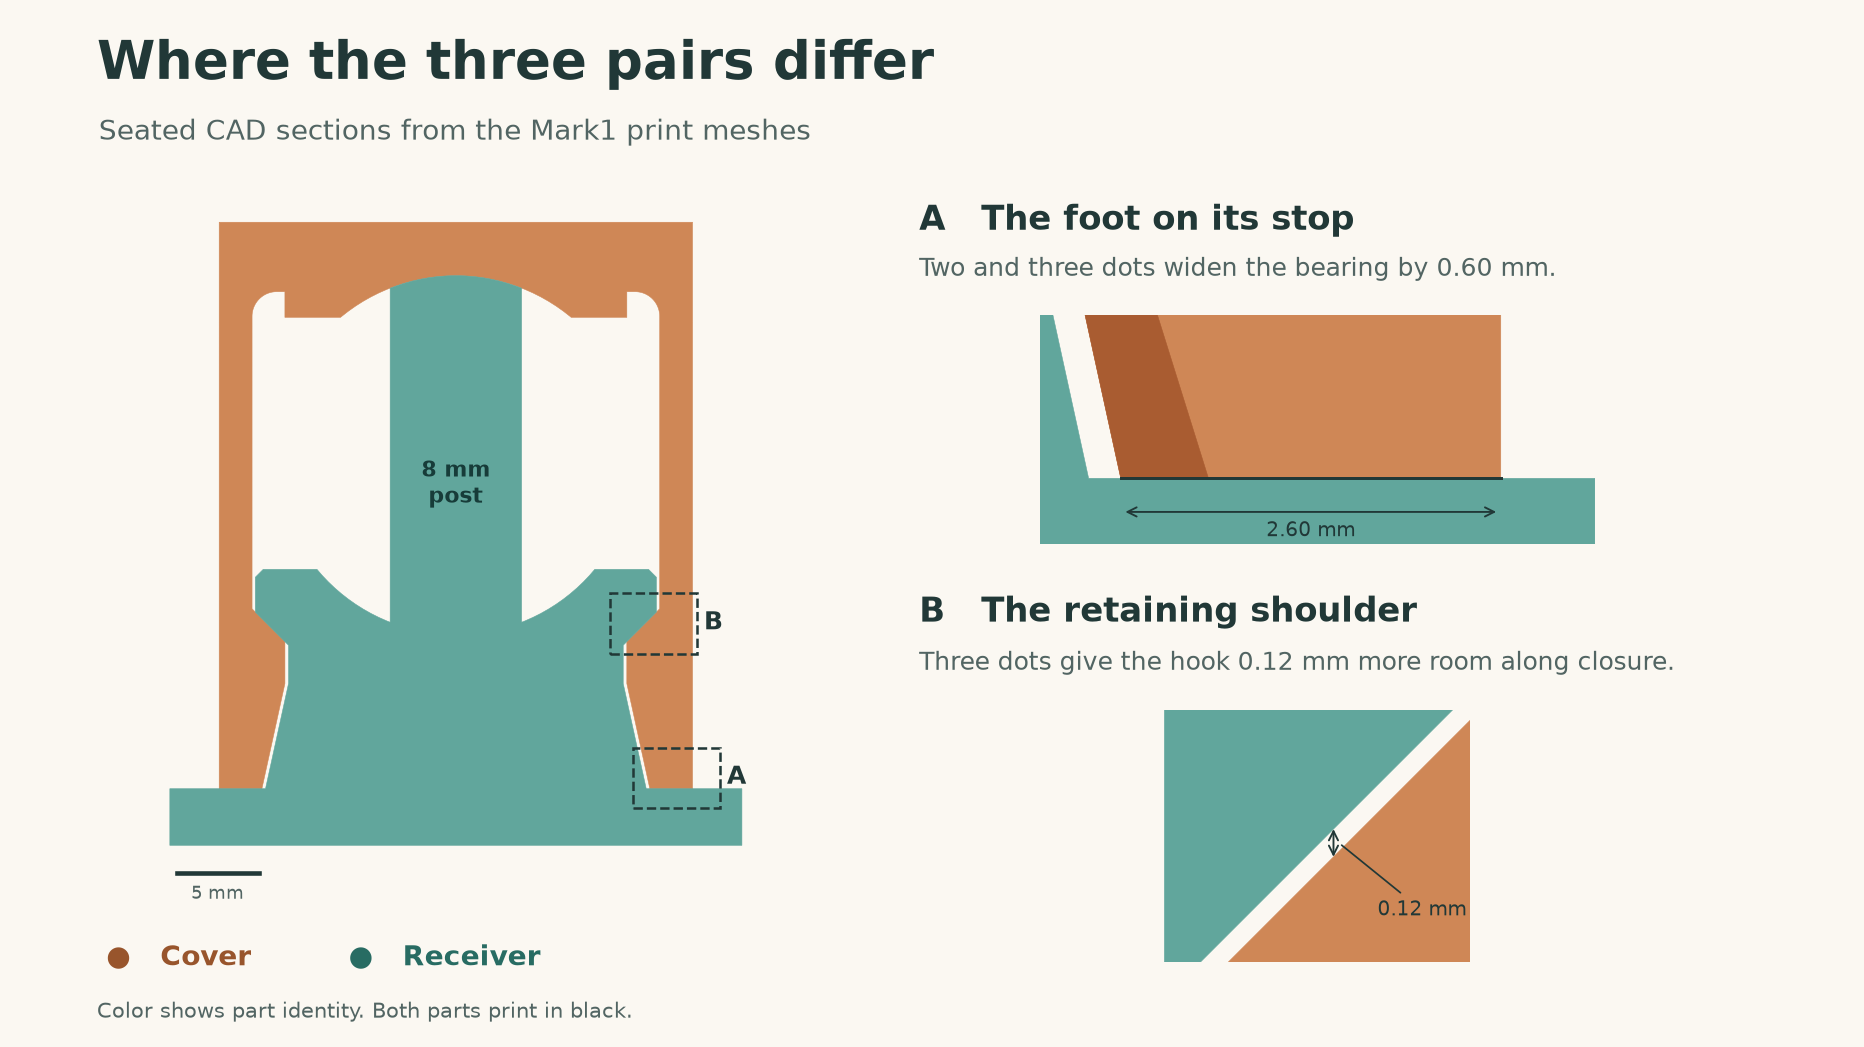 Where the three pairs differ
Seated CAD sections from the Mark1 print meshes
8 mm
post
B
A
5 mm
Cover
Receiver
Color shows part identity. Both parts print in black.
A The foot on its stop
Two and three dots widen the bearing by 0.60 mm.
2.60 mm
B The retaining shoulder
Three dots give the hook 0.12 mm more room along closure.
0.12 mm